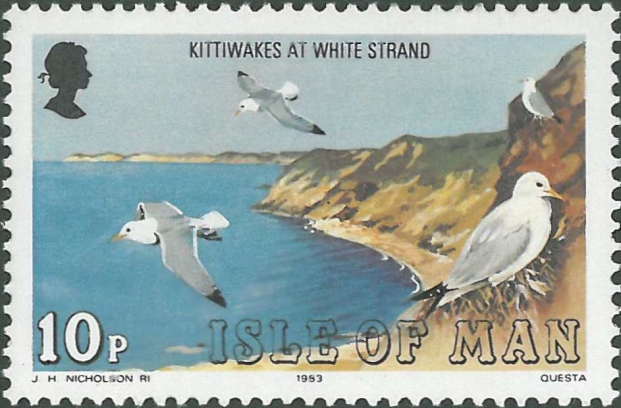 KITTIWAKES AT WHITE STRAND
10P ISLE OF MAN
J. H. NICHOLSON RI 1983 QUESTA